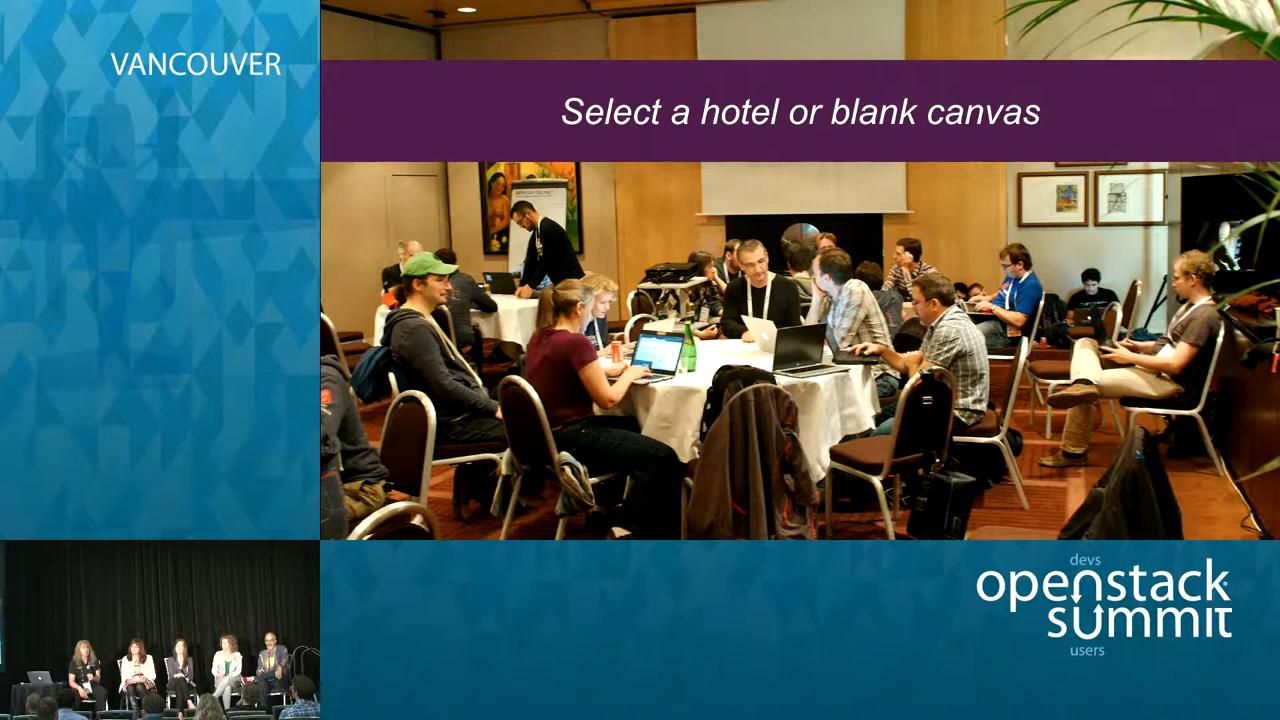 VANCOUVER
Select a hotel or blank canvas
devs
openstack
summit
users